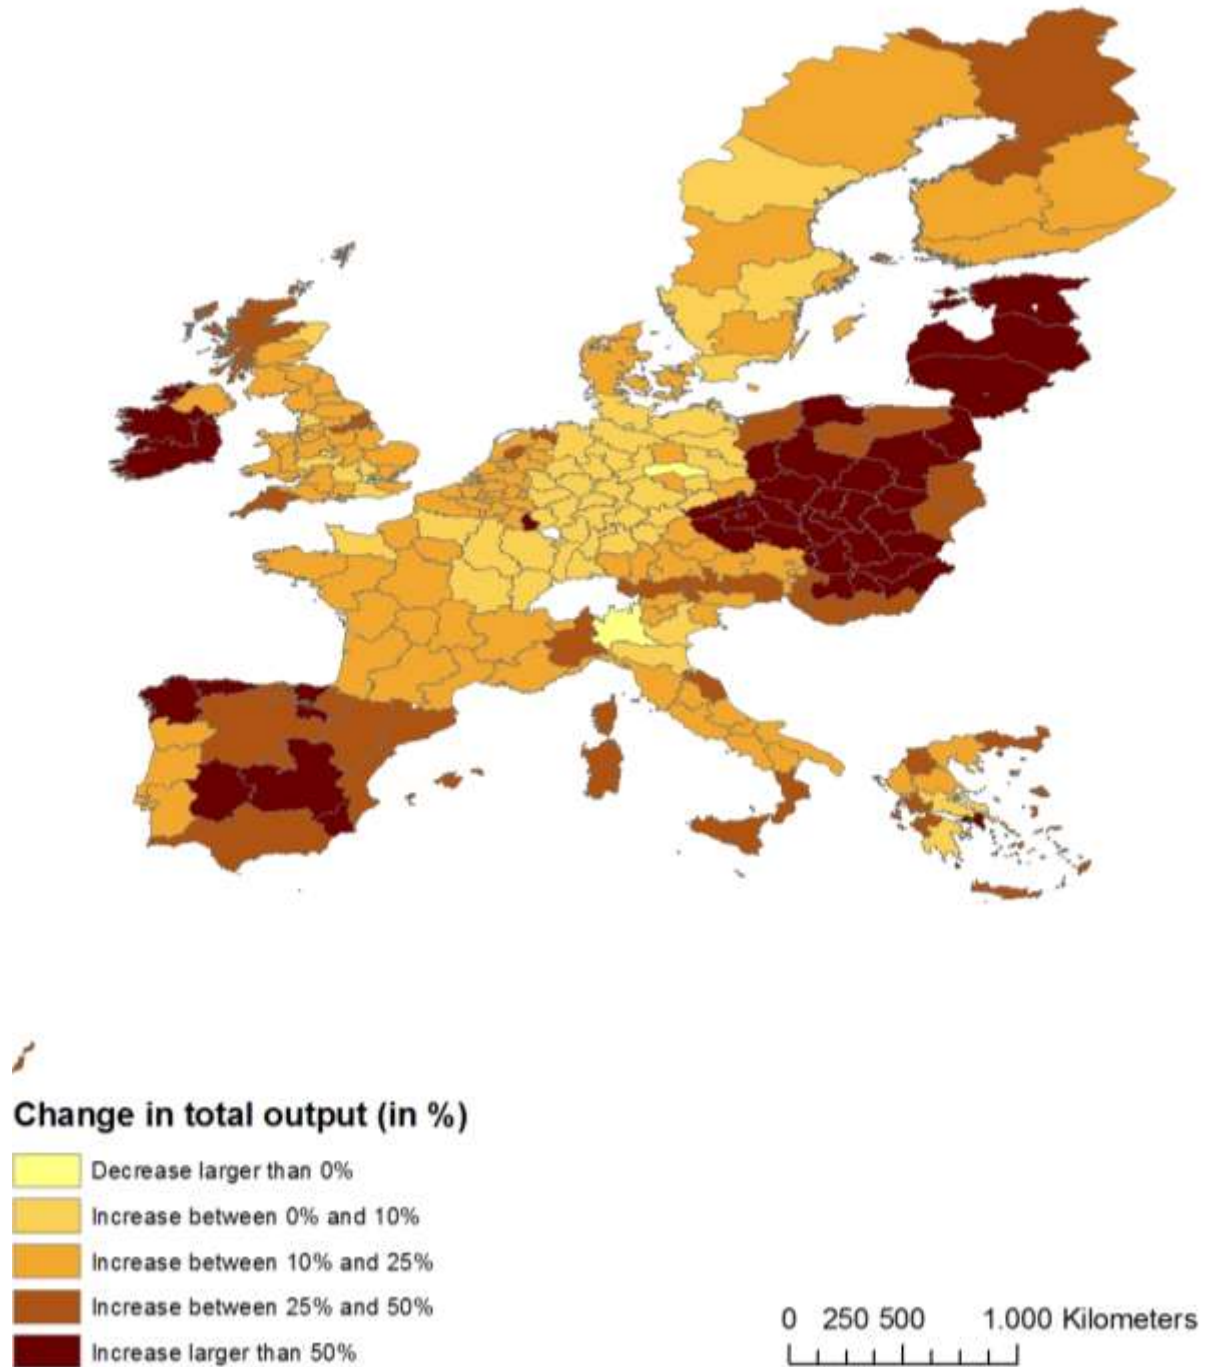 Change in total output (in %)
Decrease larger than 0%
Increase between 0% and 10%
Increase between 10% and 25%
Increase between 25% and 50%
Increase larger than 50%
0 250 500 1.000 Kilometers